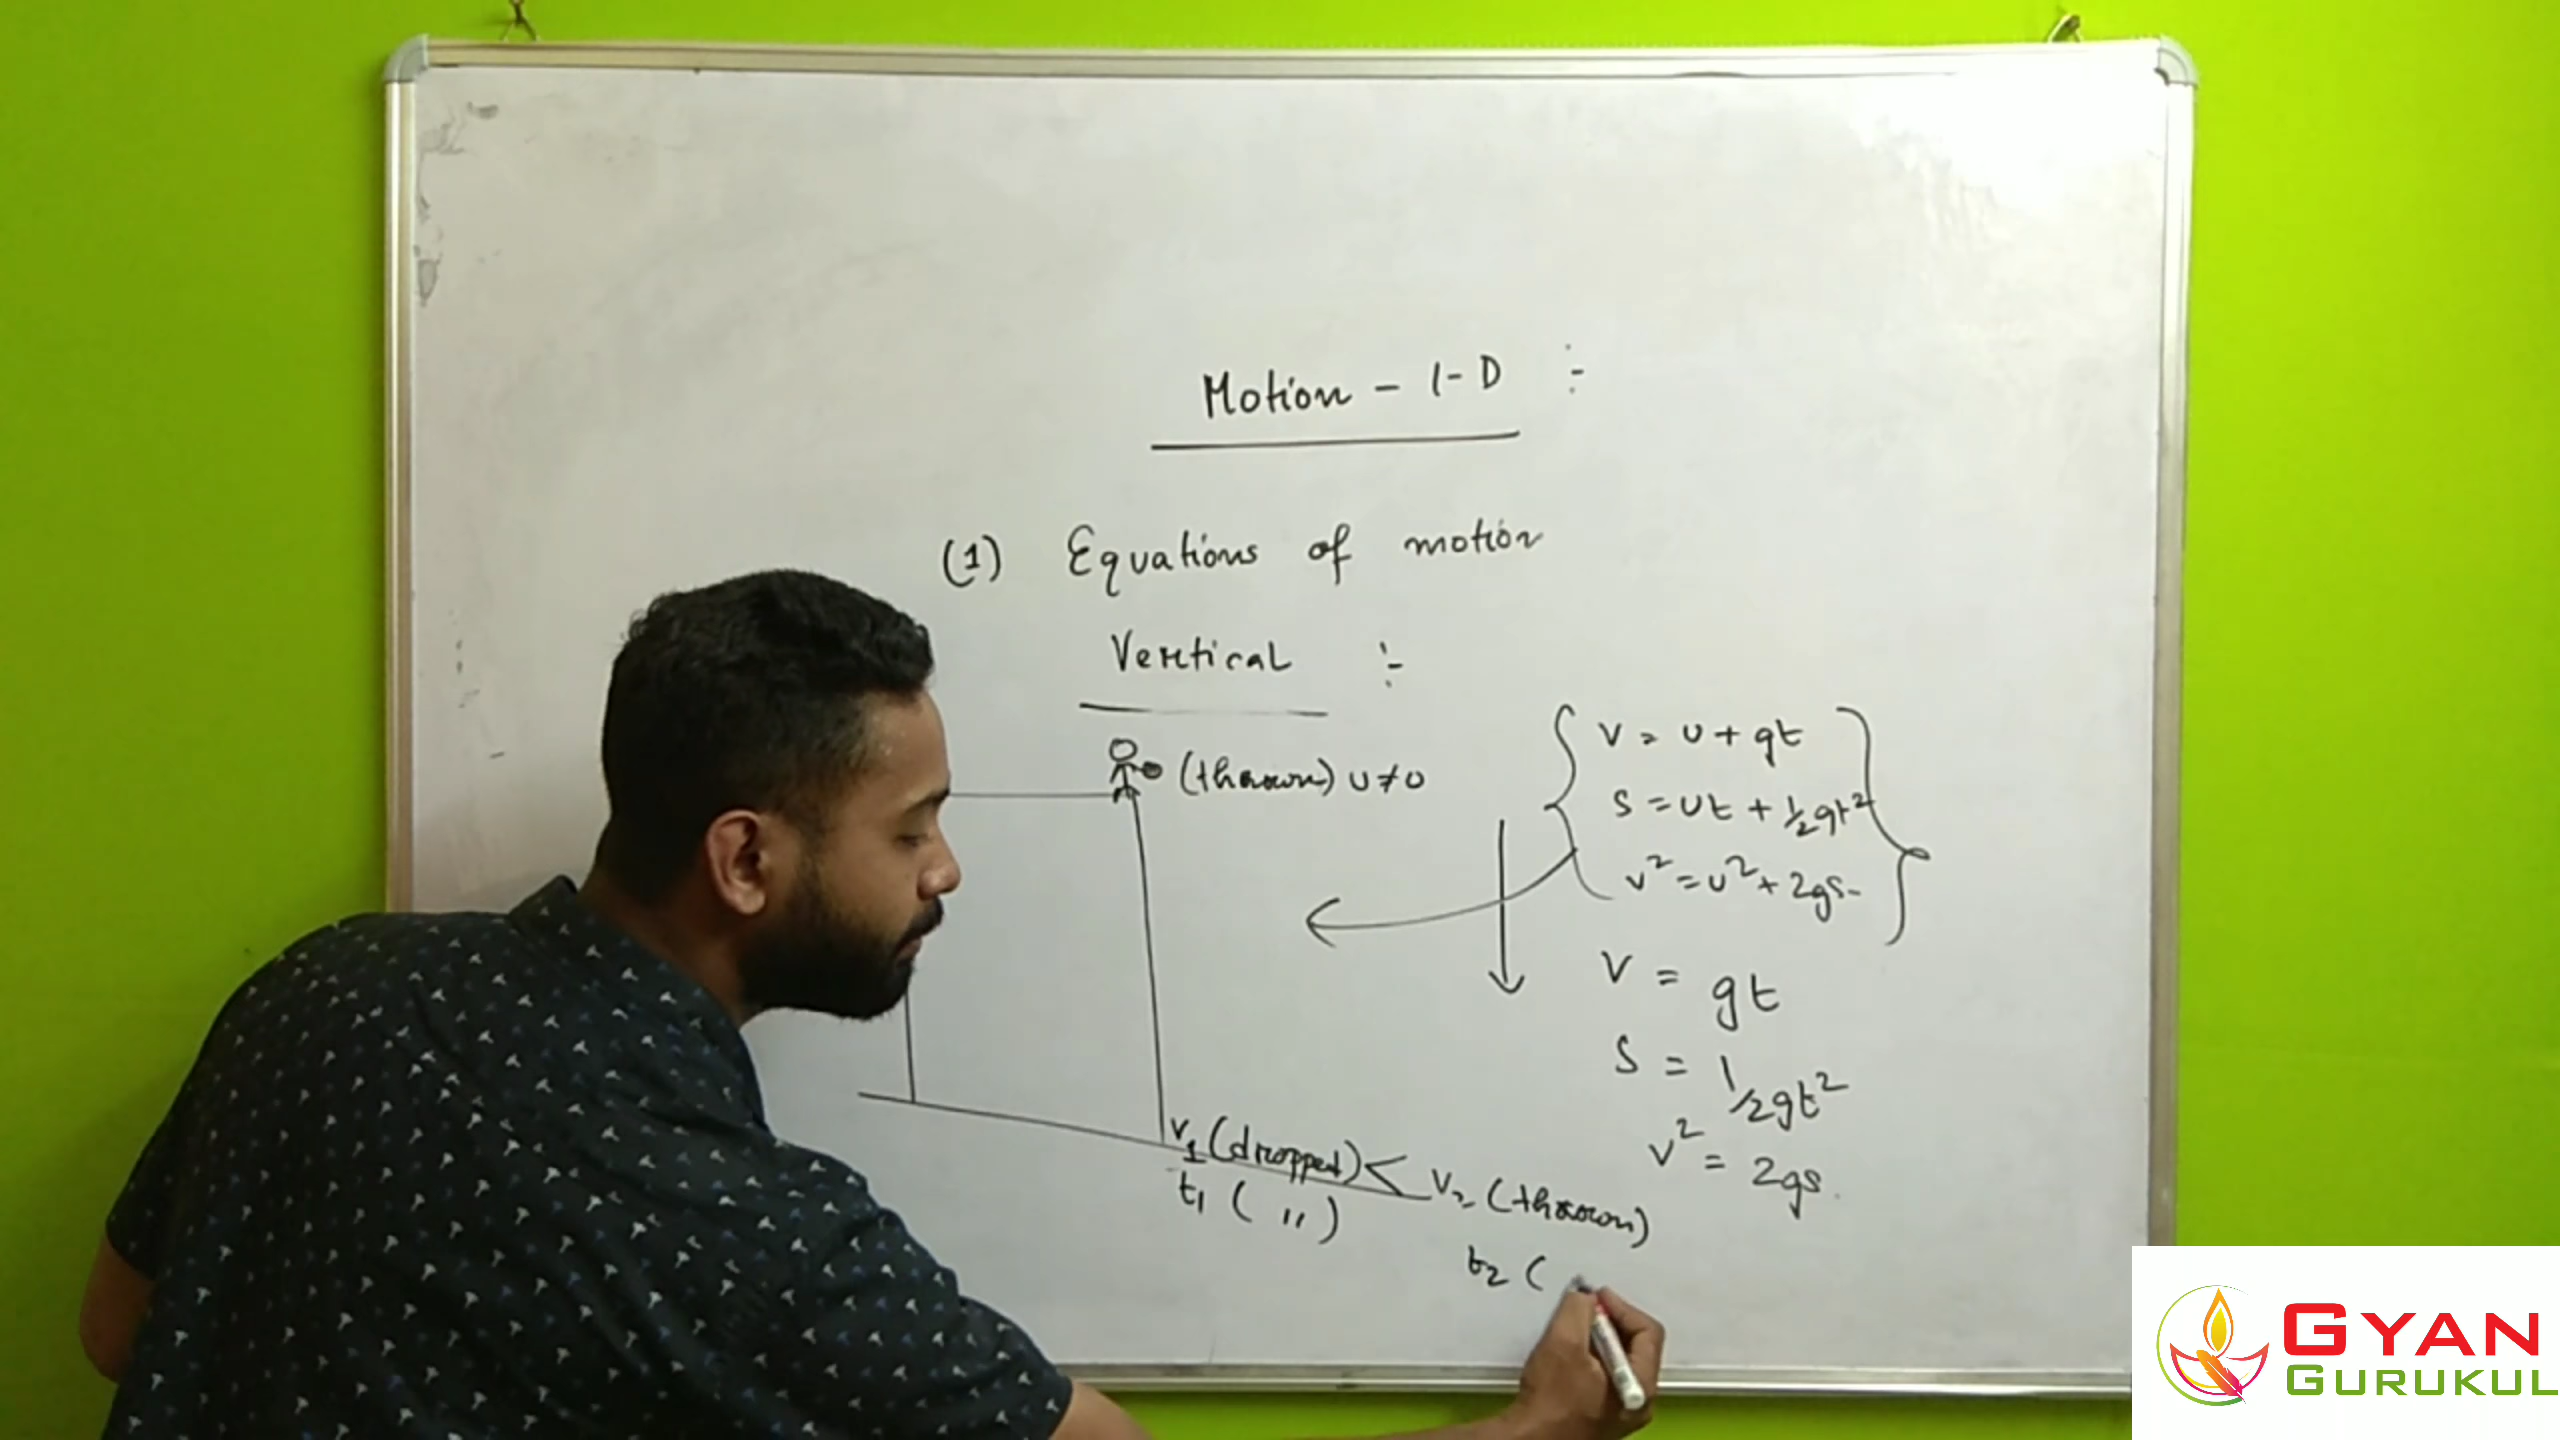 Motion - 1-D :-
(1) Equations of motion
Vertical :-
(thrown) u ≠ 0
v = u + gt
s = ut + 1/2gt²
v² = u² + 2gs
v = gt
s = 1/2gt²
v² = 2gs
v1 (dropped) < v2 (thrown)
t1 ( ,, )
t2 (
GYAN
GURUKUL